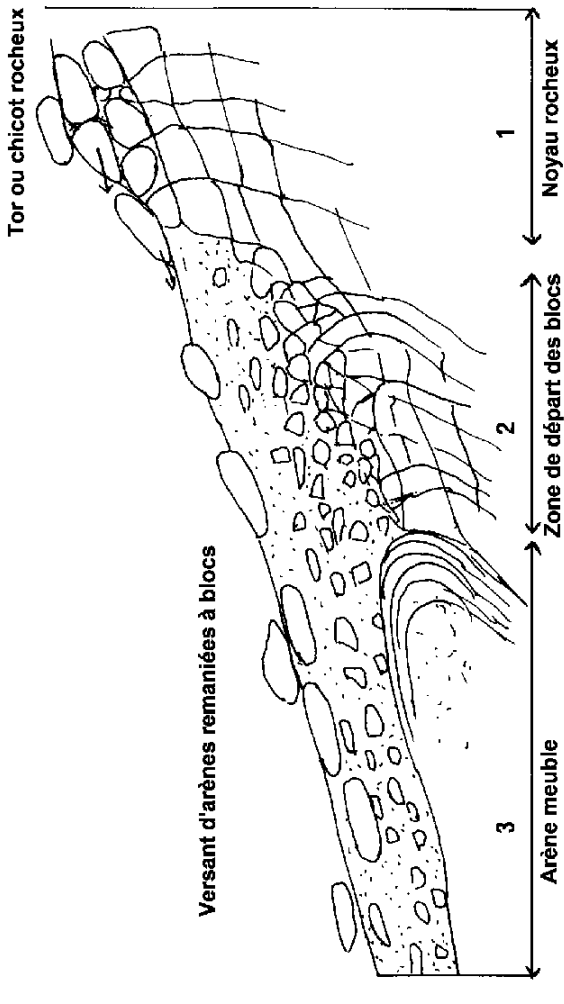 Tor ou chicot rocheux
Versant d'arènes remaniées à blocs
1
Noyau rocheux
2
Zone de départ des blocs
3
Arène meuble